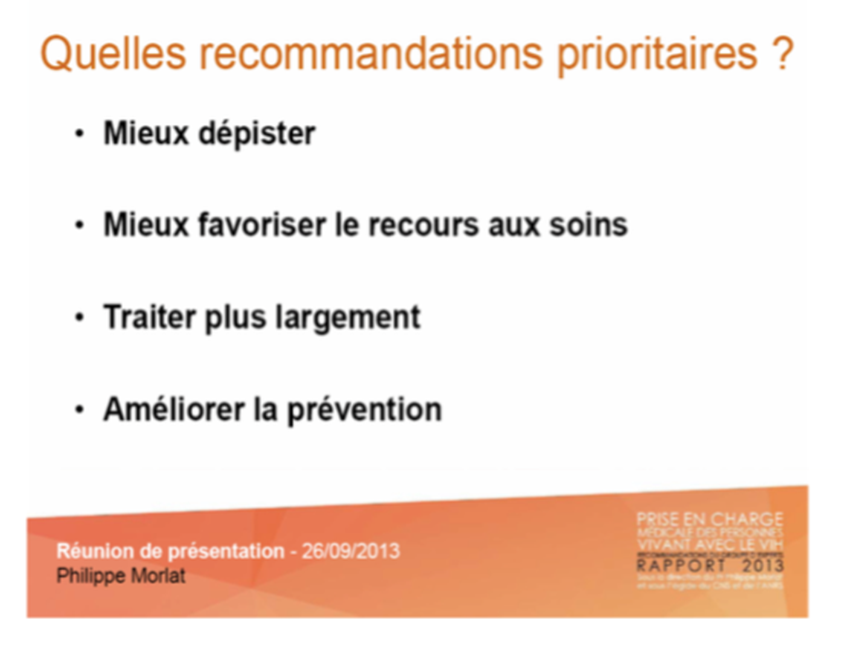 Quelles recommandations prioritaires ?
• Mieux dépister
• Mieux favoriser le recours aux soins
• Traiter plus largement
• Améliorer la prévention
Réunion de présentation - 26/09/2013
Philippe Morlat
PRISE EN CHARGE
MÉDICALE DES PERSONNES
VIVANT AVEC LE VIH
RECOMMANDATIONS DU GROUPE D'EXPERTS
RAPPORT 2013
Sous la direction du Pr Philippe Morlat
et sous l'égide du CNS et de l'ANRS